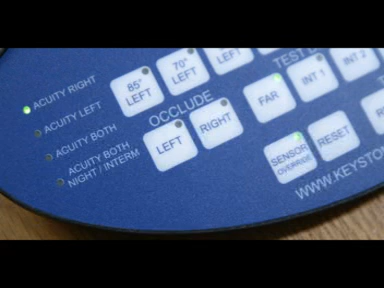 ACUITY RIGHT
ACUITY LEFT
ACUITY BOTH
ACUITY BOTH
NIGHT / INTERM
85°
LEFT
70°
LEFT
LEFT
OCCLUDE
LEFT
RIGHT
TEST
FAR
INT 1
INT 2
SENSOR
OVERRIDE
RESET
WWW.KEYSTO